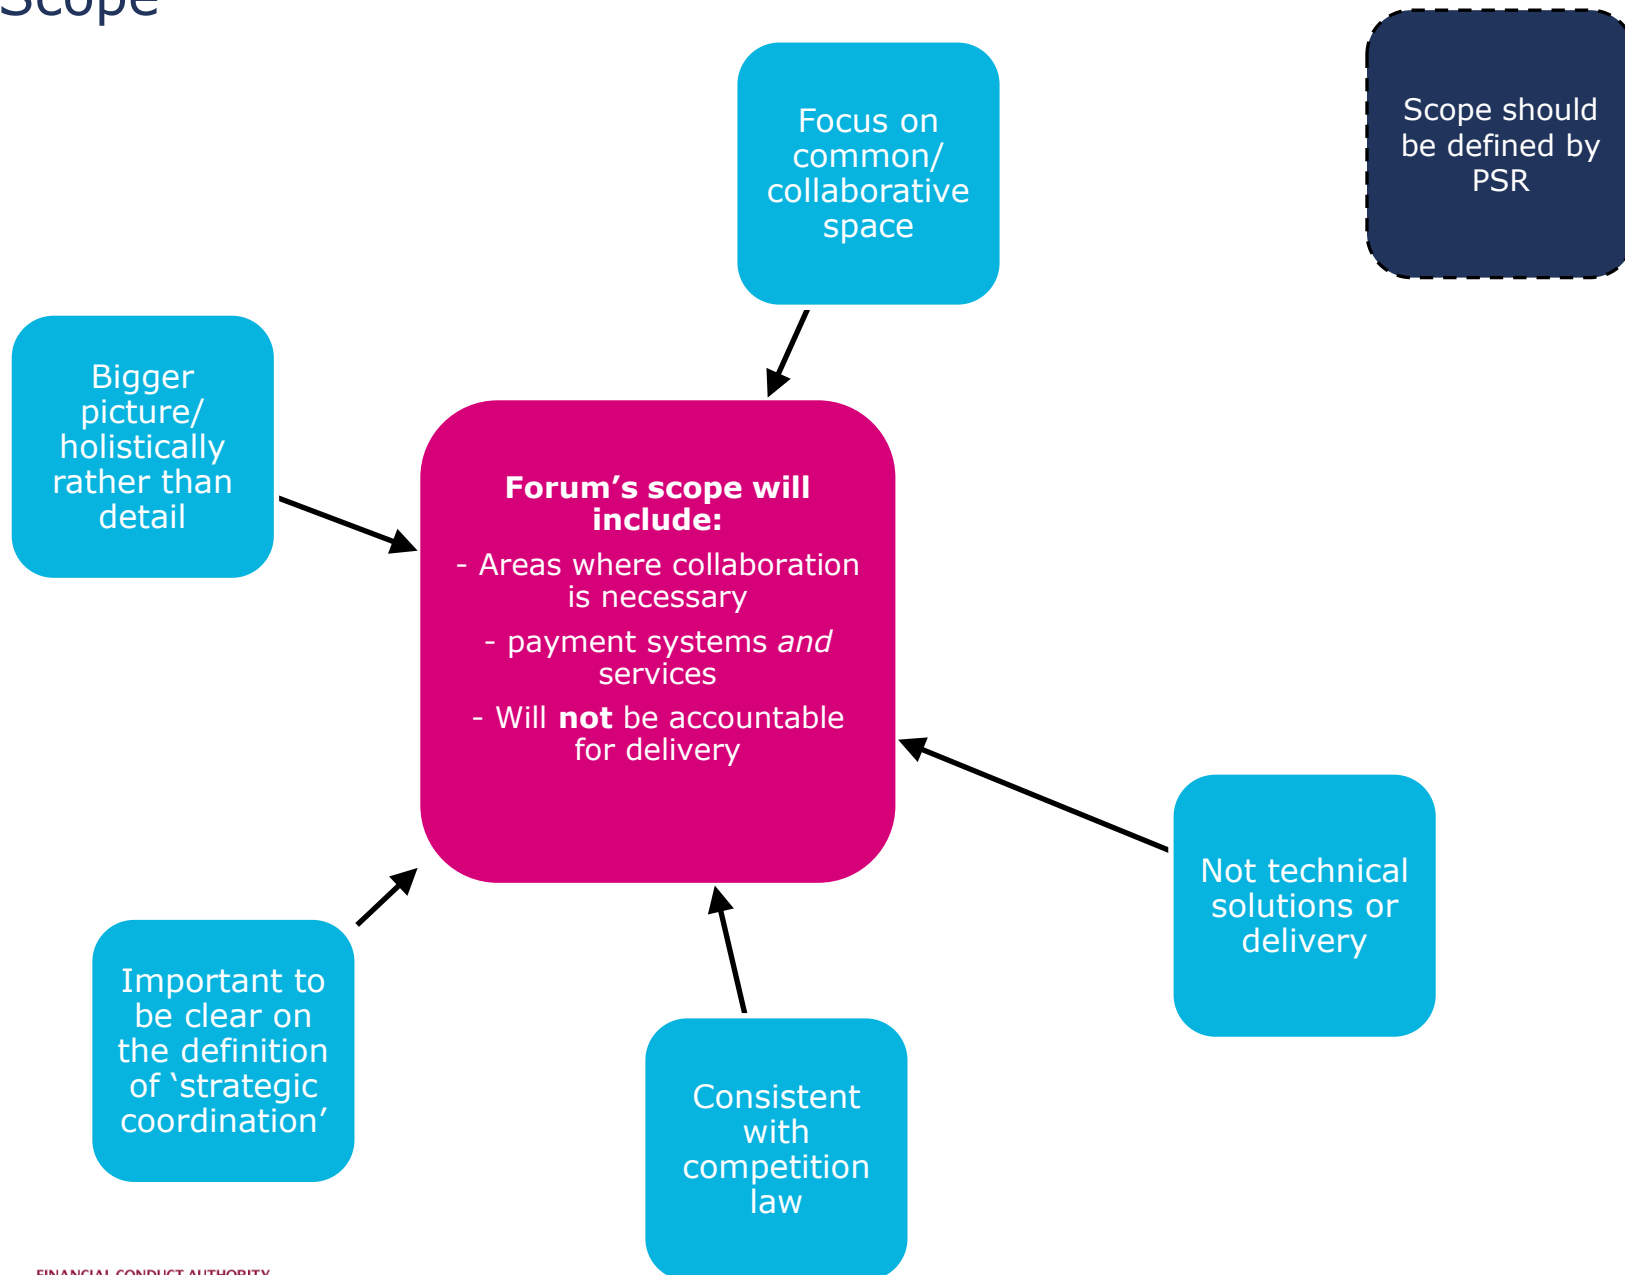 Scope
Focus on
common/
collaborative
space
Scope should
be defined by
PSR
Bigger
picture/
holistically
rather than
detail
Forum’s scope will
include:
- Areas where collaboration
is necessary
- payment systems and
services
- Will not be accountable
for delivery
Not technical
solutions or
delivery
Important to
be clear on
the definition
of ‘strategic
coordination’
Consistent
with
competition
law
FINANCIAL CONDUCT AUTHORITY